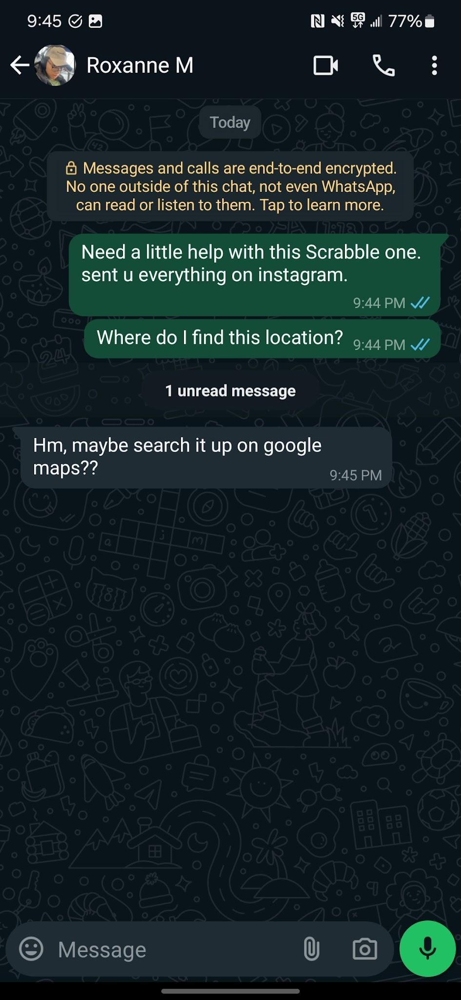 9:45
5G
77%
Roxanne M
Today
Messages and calls are end-to-end encrypted.
No one outside of this chat, not even WhatsApp,
can read or listen to them. Tap to learn more.
Need a little help with this Scrabble one.
sent u everything on instagram.
9:44 PM
Where do I find this location?
9:44 PM
1 unread message
Hm, maybe search it up on google
maps??
9:45 PM
Message